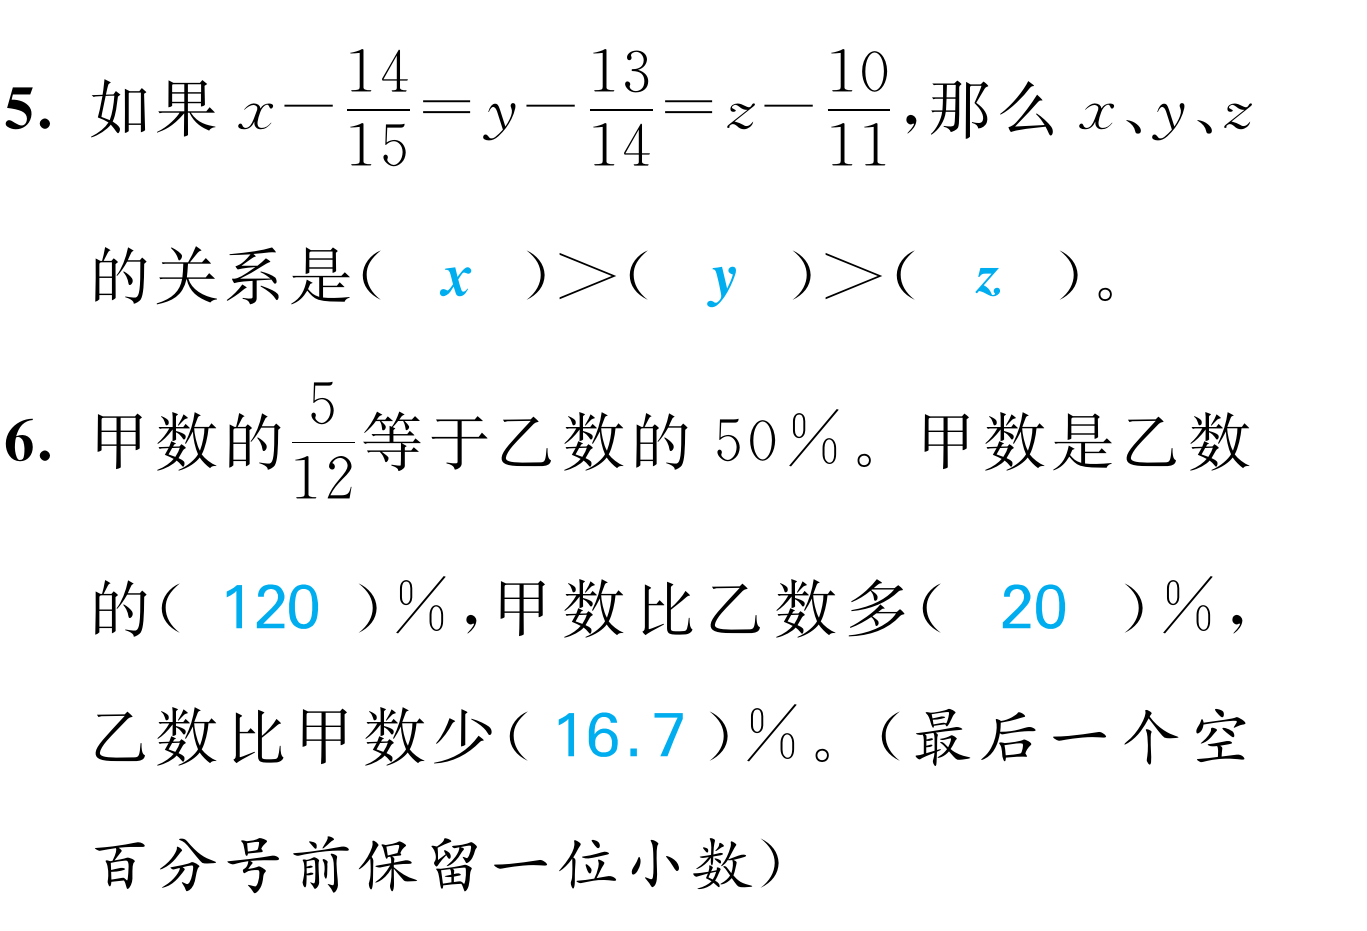 5. 如果 x－14/15＝y－13/14＝z－10/11,那么 x、y、z
的关系是( x )＞( y )＞( z )。
6. 甲数的5/12等于乙数的 50%。甲数是乙数
的( 120 )%,甲数比乙数多( 20 )%,
乙数比甲数少( 16.7 )%。(最后一个空
百分号前保留一位小数)